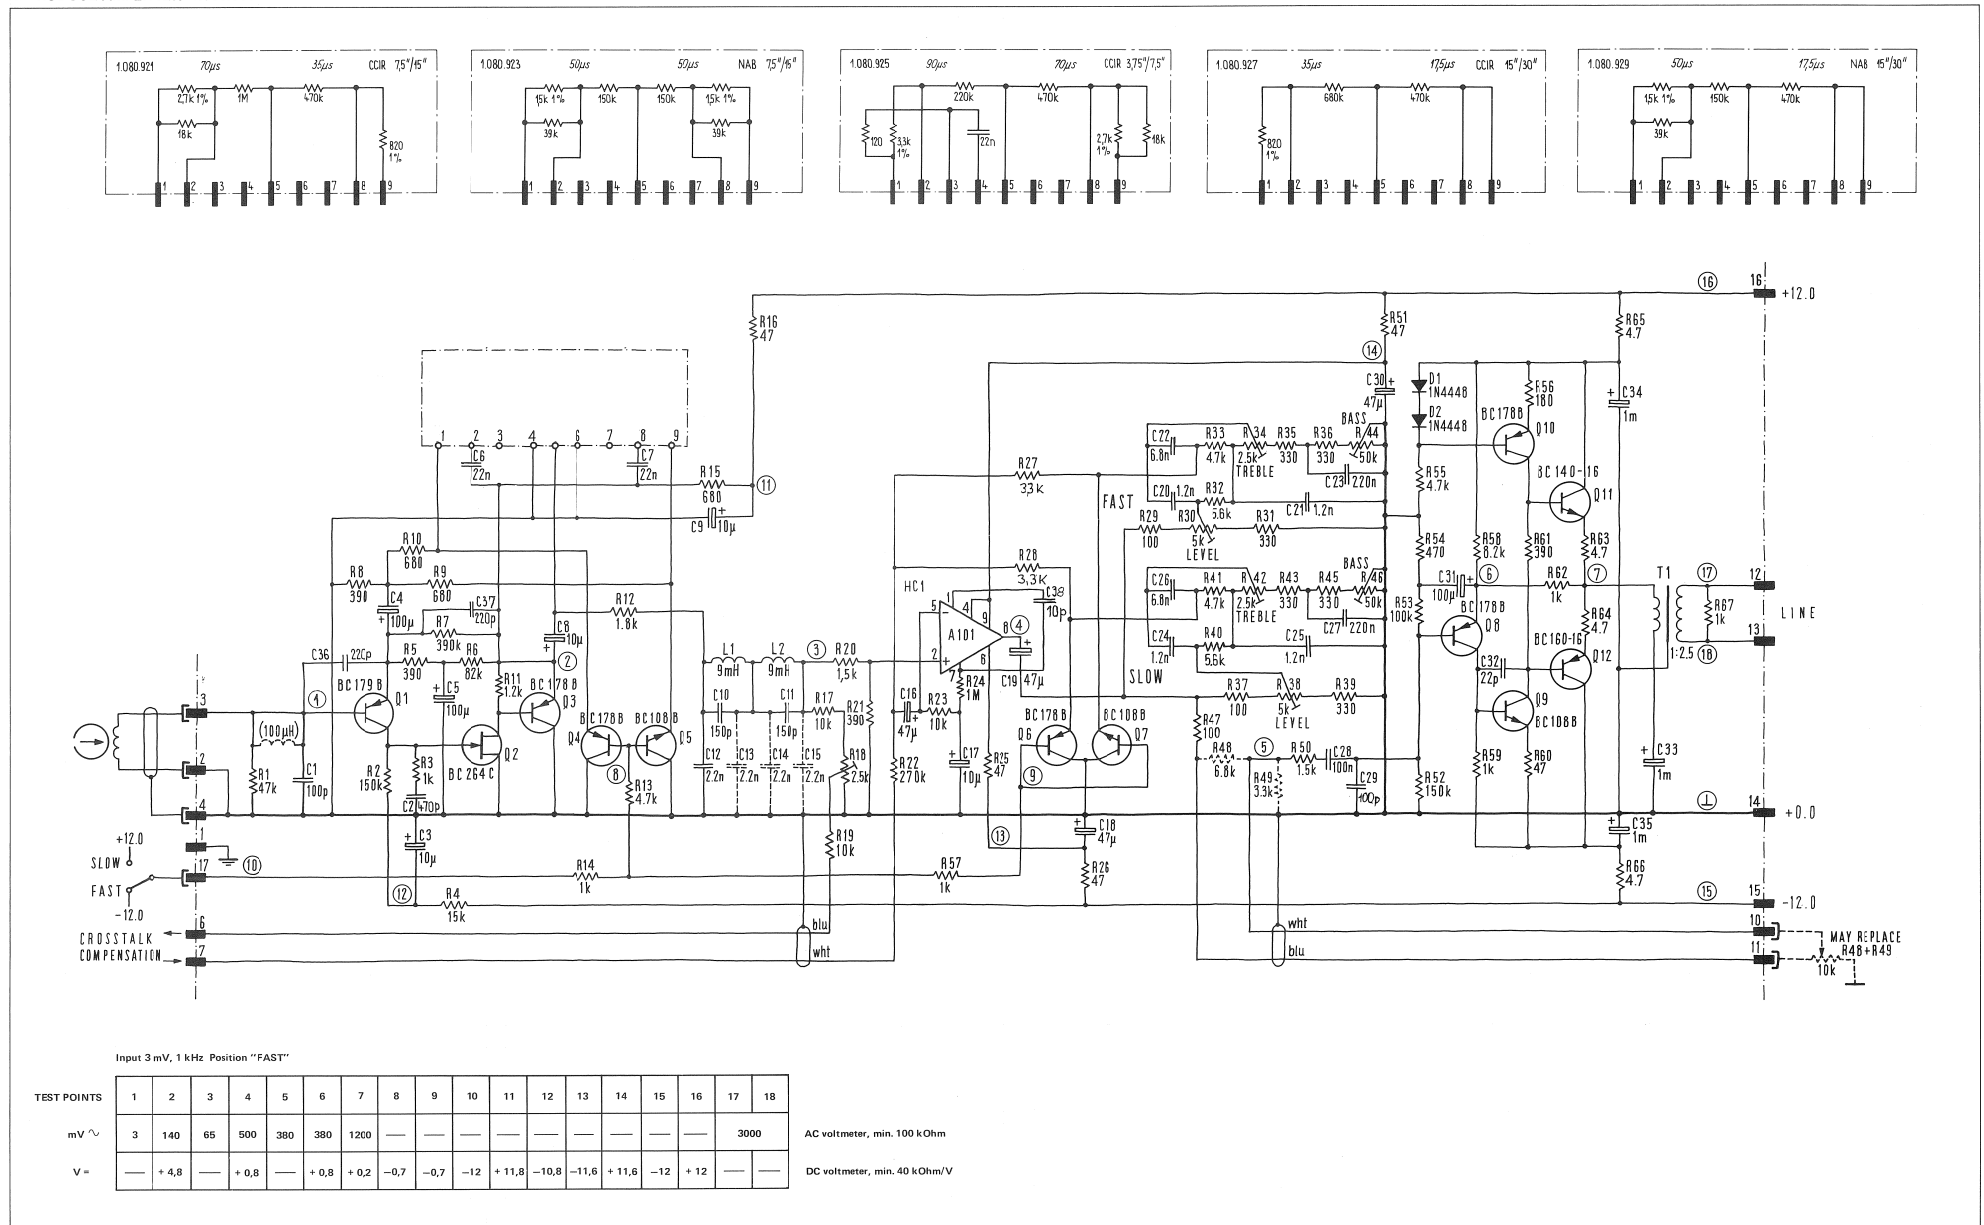 1.080.921 70µs 35µs CCIR 7,5"/15"
2,7k 1% 1M 470k
18k
820 1%
1 2 3 4 5 6 7 8 9
1.080.923 50µs 50µs NAB 7,5"/15"
1,5k 1% 150k 150k 1,5k 1%
39k 39k
1 2 3 4 5 6 7 8 9
1.080.925 90µs 70µs CCIR 3,75"/7,5"
220k 470k
120 3,3k 1% 22n 2,7k 1% 18k
1 2 3 4 5 6 7 8 9
1.080.927 35µs 17,5µs CCIR 15"/30"
680k 470k
820 1%
1 2 3 4 5 6 7 8 9
1.080.929 50µs 17,5µs NAB 15"/30"
1,5k 1% 150k 470k
39k
1 2 3 4 5 6 7 8 9
16 16 +12.0
R16 47
R51 47
R65 4.7
14
C30 + 47µ
D1 1N4448
D2 1N4448
R56 180
BC178B Q10
+ C34 1m
1 2 3 4 6 7 8 9
C6 22n
C7 22n
R15 680
11
C9 + 10µ
R27 3,3K
FAST
C22 6.8n
R33 4.7k
R34 2.5k TREBLE
R35 330
R36 330
BASS R44 50k
C23 220n
C20 1.2n
R32 5.6k
C21 1.2n
R29 100
R30 5k LEVEL
R31 330
R55 4.7k
BC140-16 Q11
R54 470
R58 8.2k
R61 390
R63 4.7
R10 680
R8 390
R9 680
C4 + 100µ
C37 220p
R7 390k
R12 1.8k
C8 10µ +
R28 3,3K
HC1
A101
1 5 4 9 8 2 6 7
C38 10p
4
C26 6.8n
R41 4.7k
R42 2.5k TREBLE
R43 330
R45 330
BASS R46 50k
C27 220n
C24 1.2n
R40 5.6k
C25 1.2n
SLOW
R37 100
R38 5k LEVEL
R39 330
R53 100k
C31 + 100µ
6
R62 1k
7
BC178B Q8
C32 22p
R64 4.7
BC160-16 Q12
T1 1:2.5
17 12
R67 1k
LINE
13 18
C36 220p
R5 390
R6 82k
2
BC179B Q1
+ C5 100µ
R11 1.2k
BC178B Q3
L1 9mH
L2 9mH
3
R20 1,5k
C10 150p
C11 150p
R17 10k
R21 390
C16 47µ
R23 10k
R24 1M
C19 47µ
BC178B Q6
BC108B Q7
R47 100
R48 6.8k
5
R50 1.5k
C28 100n
R49 3.3k
C29 100p
R52 150k
Q9 BC108B
R59 1k
R60 47
+ C33 1m
3
(100µH)
2
R1 47k
C1 100p
R2 150k
R3 1k
C2 470p
Q2 BC264C
BC178B Q4
BC108B Q5
8
R13 4.7k
C12 2.2n
C13 2.2n
C14 2.2n
C15 2.2n
R18 2.5k
R22 270k
+ C17 10µ
R25 47
9
4
⊥ 14 +0.0
+ C3 10µ
R19 10k
13
+ C18 47µ
+ C35 1m
1
+12.0
SLOW
17 10
FAST
-12.0
R14 1k
R57 1k
R26 47
R66 4.7
12
R4 15k
15 15 -12.0
6
CROSSTALK
COMPENSATION
7
blu
wht
wht
blu
10
11
MAY REPLACE
R48+R49
10k
Input 3 mV, 1 kHz Position "FAST"
TEST POINTS 1 2 3 4 5 6 7 8 9 10 11 12 13 14 15 16 17 18
mV ∿ 3 140 65 500 380 380 1200 — — — — — — — — — 3000 AC voltmeter, min. 100 kOhm
V = — + 4,8 — + 0,8 — + 0,8 + 0,2 −0,7 −0,7 −12 + 11,8 −10,8 −11,6 + 11,6 −12 + 12 — — DC voltmeter, min. 40 kOhm/V